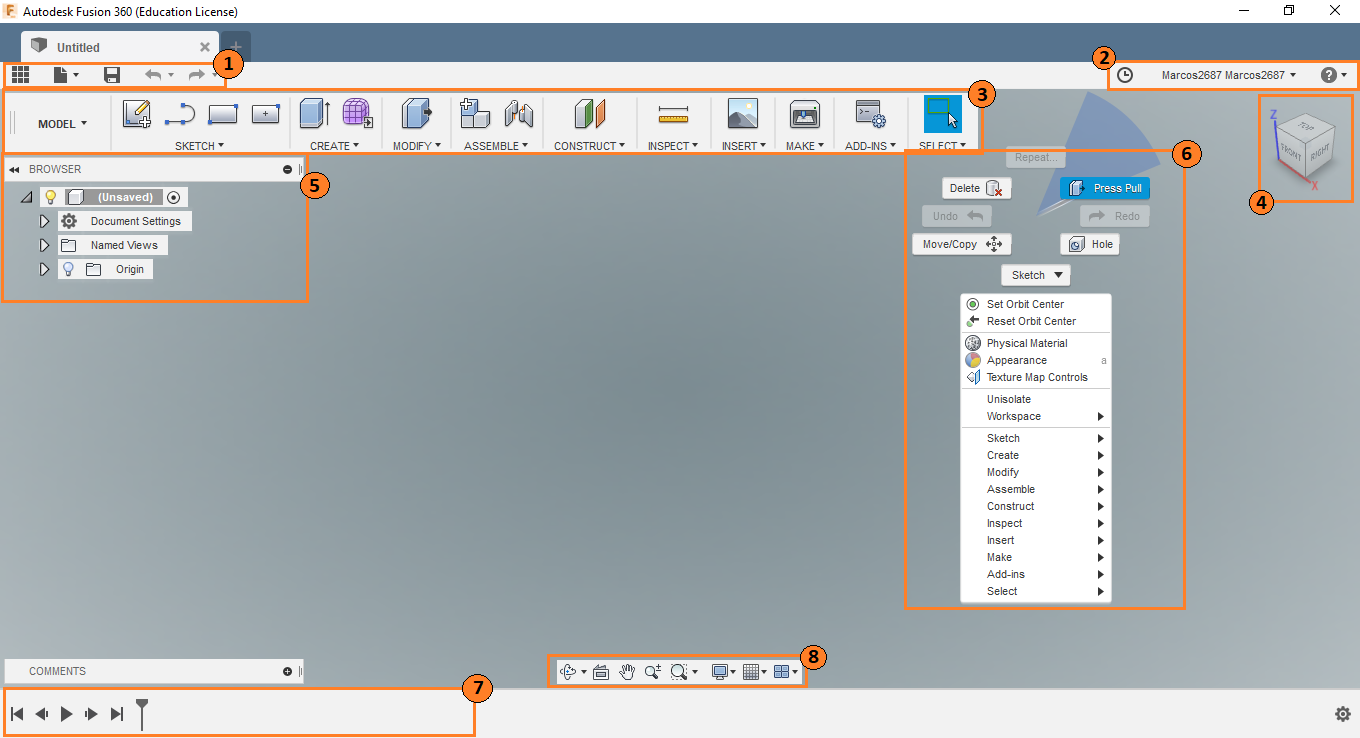 Autodesk Fusion 360 (Education License)
Untitled
1
2
Marcos2687 Marcos2687
3
MODEL
SKETCH
CREATE
MODIFY
ASSEMBLE
CONSTRUCT
INSPECT
INSERT
MAKE
ADD-INS
SELECT
Z
TOP
FRONT
RIGHT
X
4
BROWSER
5
(Unsaved)
Document Settings
Named Views
Origin
6
Repeat...
Delete
Press Pull
Undo
Redo
Move/Copy
Hole
Sketch
Set Orbit Center
Reset Orbit Center
Physical Material
Appearance a
Texture Map Controls
Unisolate
Workspace
Sketch
Create
Modify
Assemble
Construct
Inspect
Insert
Make
Add-ins
Select
COMMENTS
8
7